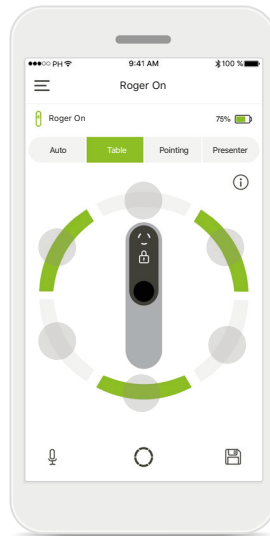 PH 9:41 AM 100 %
Roger On
Roger On 75%
Auto Table Pointing Presenter
i